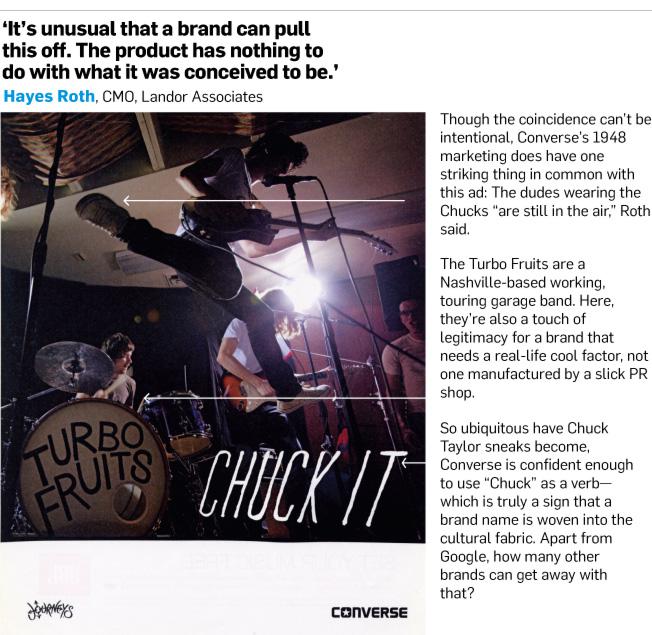 ‘It’s unusual that a brand can pull
this off. The product has nothing to
do with what it was conceived to be.’
Hayes Roth, CMO, Landor Associates
Though the coincidence can’t be
intentional, Converse’s 1948
marketing does have one
striking thing in common with
this ad: The dudes wearing the
Chucks “are still in the air,” Roth
said.
The Turbo Fruits are a
Nashville-based working,
touring garage band. Here,
they’re also a touch of
legitimacy for a brand that
needs a real-life cool factor, not
one manufactured by a slick PR
shop.
So ubiquitous have Chuck
Taylor sneaks become,
Converse is confident enough
to use “Chuck” as a verb—
which is truly a sign that a
brand name is woven into the
cultural fabric. Apart from
Google, how many other
brands can get away with
that?
TURBO
FRUITS
CHUCK IT
JOURNEYS
CONVERSE